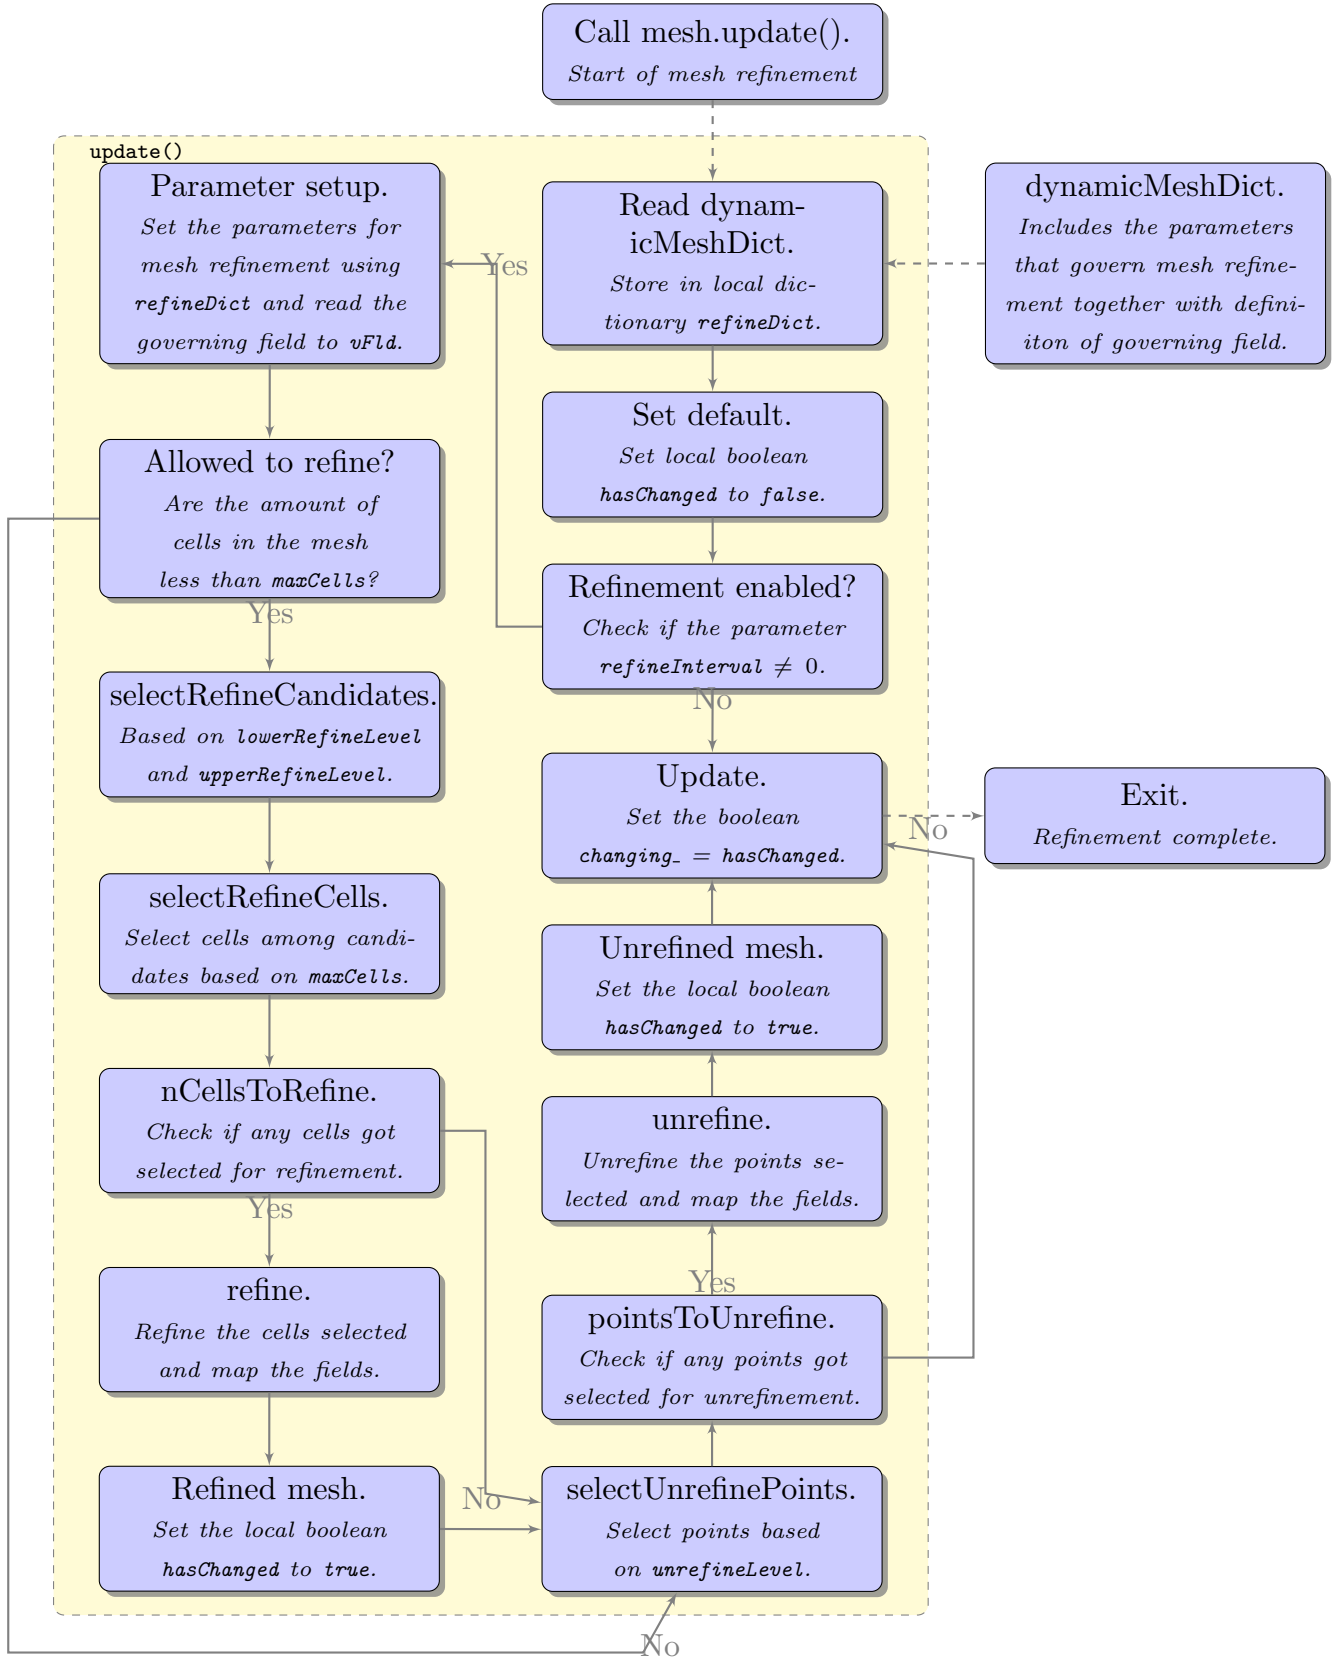 Call mesh.update().
Start of mesh refinement
update()
Parameter setup.
Set the parameters for
mesh refinement using
refineDict and read the
governing field to vFld.
Yes
Read dynam-
icMeshDict.
Store in local dic-
tionary refineDict.
dynamicMeshDict.
Includes the parameters
that govern mesh refine-
ment together with defini-
iton of governing field.
Set default.
Set local boolean
hasChanged to false.
Allowed to refine?
Are the amount of
cells in the mesh
less than maxCells?
Yes
Refinement enabled?
Check if the parameter
refineInterval ≠ 0.
No
selectRefineCandidates.
Based on lowerRefineLevel
and upperRefineLevel.
Update.
Set the boolean
changing_ = hasChanged.
No
Exit.
Refinement complete.
selectRefineCells.
Select cells among candi-
dates based on maxCells.
Unrefined mesh.
Set the local boolean
hasChanged to true.
nCellsToRefine.
Check if any cells got
selected for refinement.
Yes
unrefine.
Unrefine the points se-
lected and map the fields.
Yes
refine.
Refine the cells selected
and map the fields.
pointsToUnrefine.
Check if any points got
selected for unrefinement.
Refined mesh.
Set the local boolean
hasChanged to true.
No
selectUnrefinePoints.
Select points based
on unrefineLevel.
No